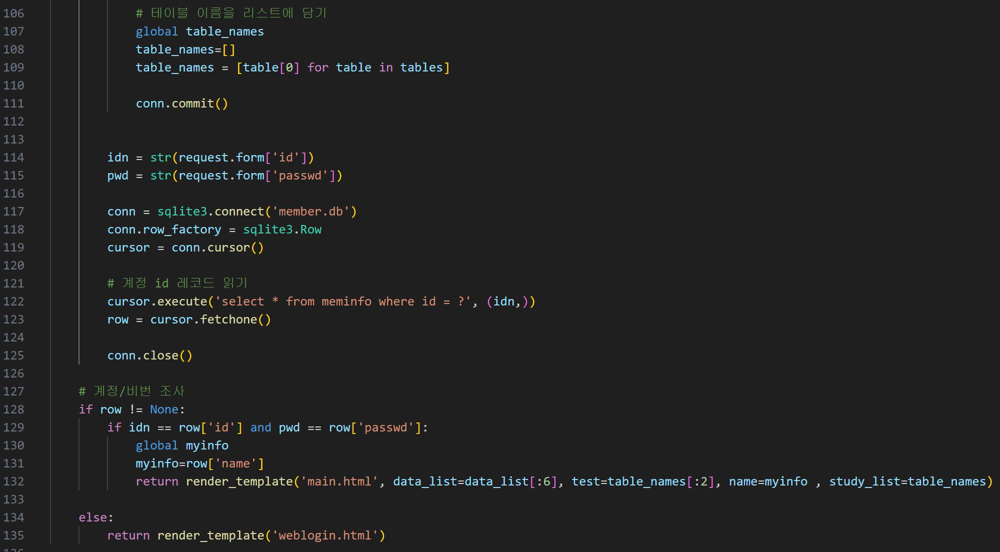 106 # 테이블 이름을 리스트에 담기
107 global table_names
108 table_names=[]
109 table_names = [table[0] for table in tables]
110
111 conn.commit()
112
113
114 idn = str(request.form['id'])
115 pwd = str(request.form['passwd'])
116
117 conn = sqlite3.connect('member.db')
118 conn.row_factory = sqlite3.Row
119 cursor = conn.cursor()
120
121 # 계정 id 레코드 읽기
122 cursor.execute('select * from meminfo where id = ?', (idn,))
123 row = cursor.fetchone()
124
125 conn.close()
126
127 # 계정/비번 조사
128 if row != None:
129 if idn == row['id'] and pwd == row['passwd']:
130 global myinfo
131 myinfo=row['name']
132 return render_template('main.html', data_list=data_list[:6], test=table_names[:2], name=myinfo , study_list=table_names)
133
134 else:
135 return render_template('weblogin.html')